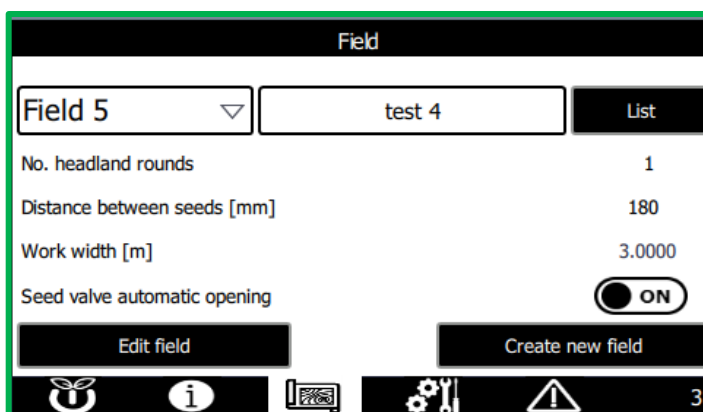 Field
Field 5 test 4 List
No. headland rounds 1
Distance between seeds [mm] 180
Work width [m] 3.0000
Seed valve automatic opening ON
Edit field Create new field
3